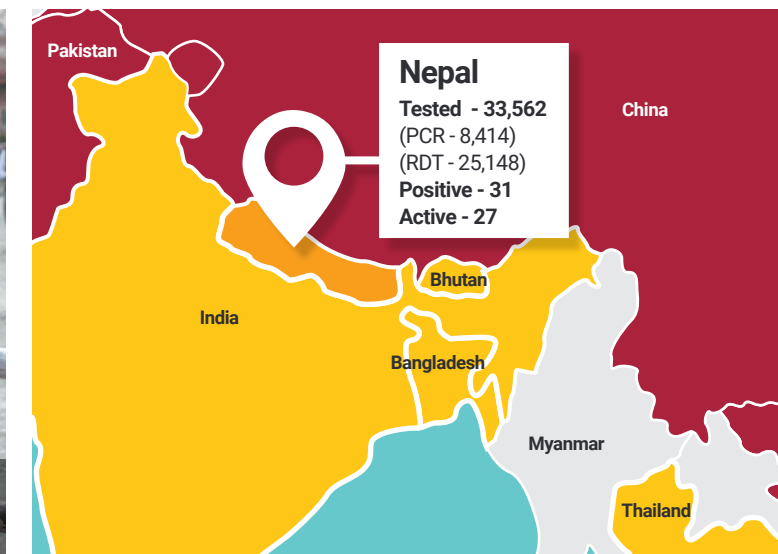 Pakistan
Nepal
Tested - 33,562
(PCR - 8,414)
(RDT - 25,148)
Positive - 31
Active - 27
China
Bhutan
India
Bangladesh
Myanmar
Thailand